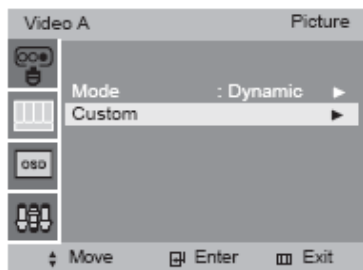 Video A Picture
Mode : Dynamic
Custom
OSD
Move Enter Exit